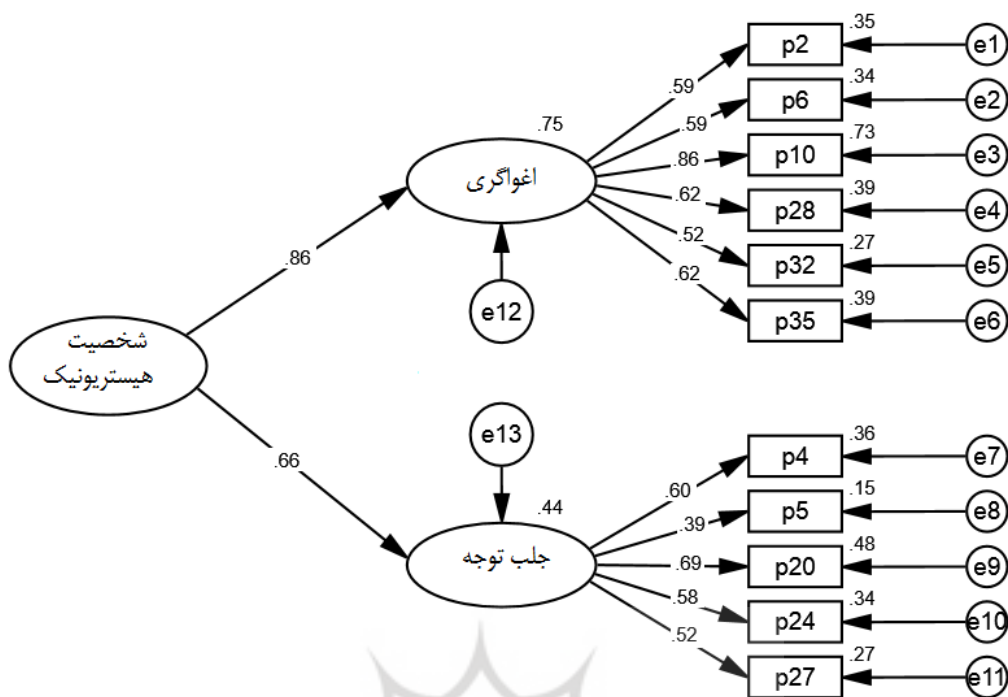 .35
p2
e1
.59
.34
p6
e2
.59
.75
.73
p10
e3
.86
اغواگری
.39
p28
e4
.62
.27
p32
e5
.52
.86
.39
p35
e6
.62
e12
شخصیت
هیستریونیک
e13
.66
.36
p4
e7
.60
.44
.15
p5
e8
.39
جلب توجه
.48
p20
e9
.69
.34
p24
e10
.58
.27
p27
e11
.52